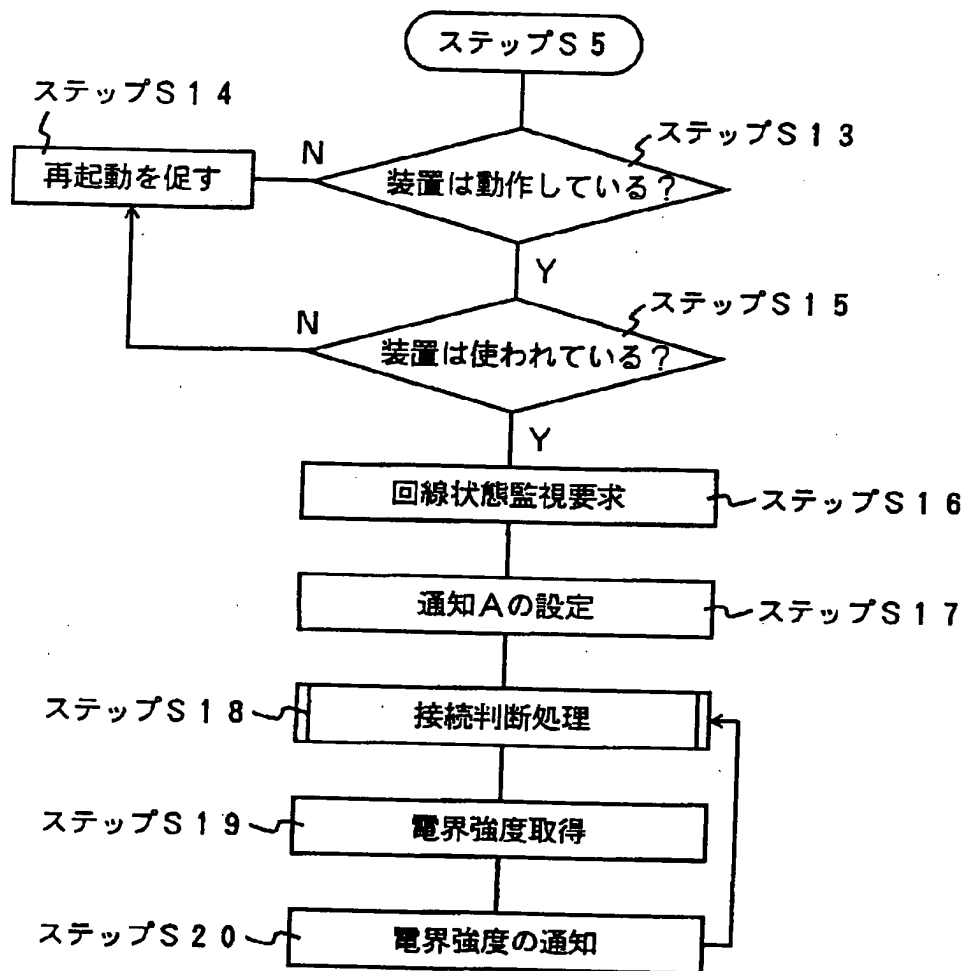 ステップS5
ステップS14
ステップS13
N
再起動を促す
装置は動作している?
Y
ステップS15
N
装置は使われている?
Y
回線状態監視要求
ステップS16
通知Aの設定
ステップS17
ステップS18
接続判断処理
ステップS19
電界強度取得
ステップS20
電界強度の通知